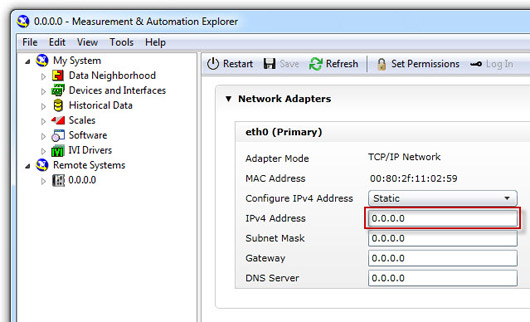 0.0.0.0 - Measurement & Automation Explorer
File Edit View Tools Help
My System
Data Neighborhood
Devices and Interfaces
Historical Data
Scales
Software
IVI Drivers
Remote Systems
0.0.0.0
Restart Save Refresh Set Permissions Log In
Network Adapters
eth0 (Primary)
Adapter Mode TCP/IP Network
MAC Address 00:80:2f:11:02:59
Configure IPv4 Address Static
IPv4 Address 0.0.0.0
Subnet Mask 0.0.0.0
Gateway 0.0.0.0
DNS Server 0.0.0.0